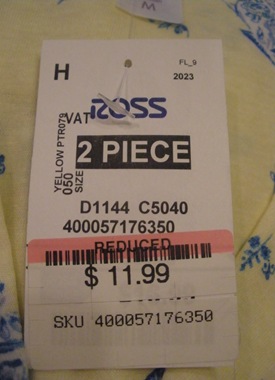 M
H
FL_9
2023
VAT
ROSS
YELLOW PTR079
050
SIZE
2 PIECE
D1144 C5040
400057176350
REDUCED
$ 11.99
SKU 400057176350